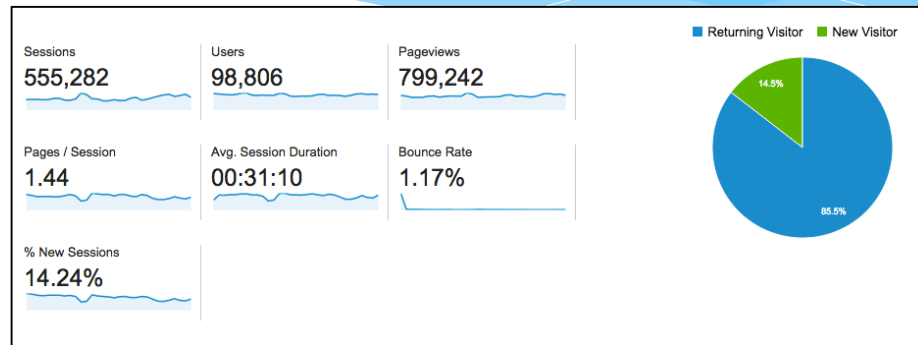 Sessions
555,282
Users
98,806
Pageviews
799,242
Pages / Session
1.44
Avg. Session Duration
00:31:10
Bounce Rate
1.17%
% New Sessions
14.24%
Returning Visitor
New Visitor
14.5%
85.5%